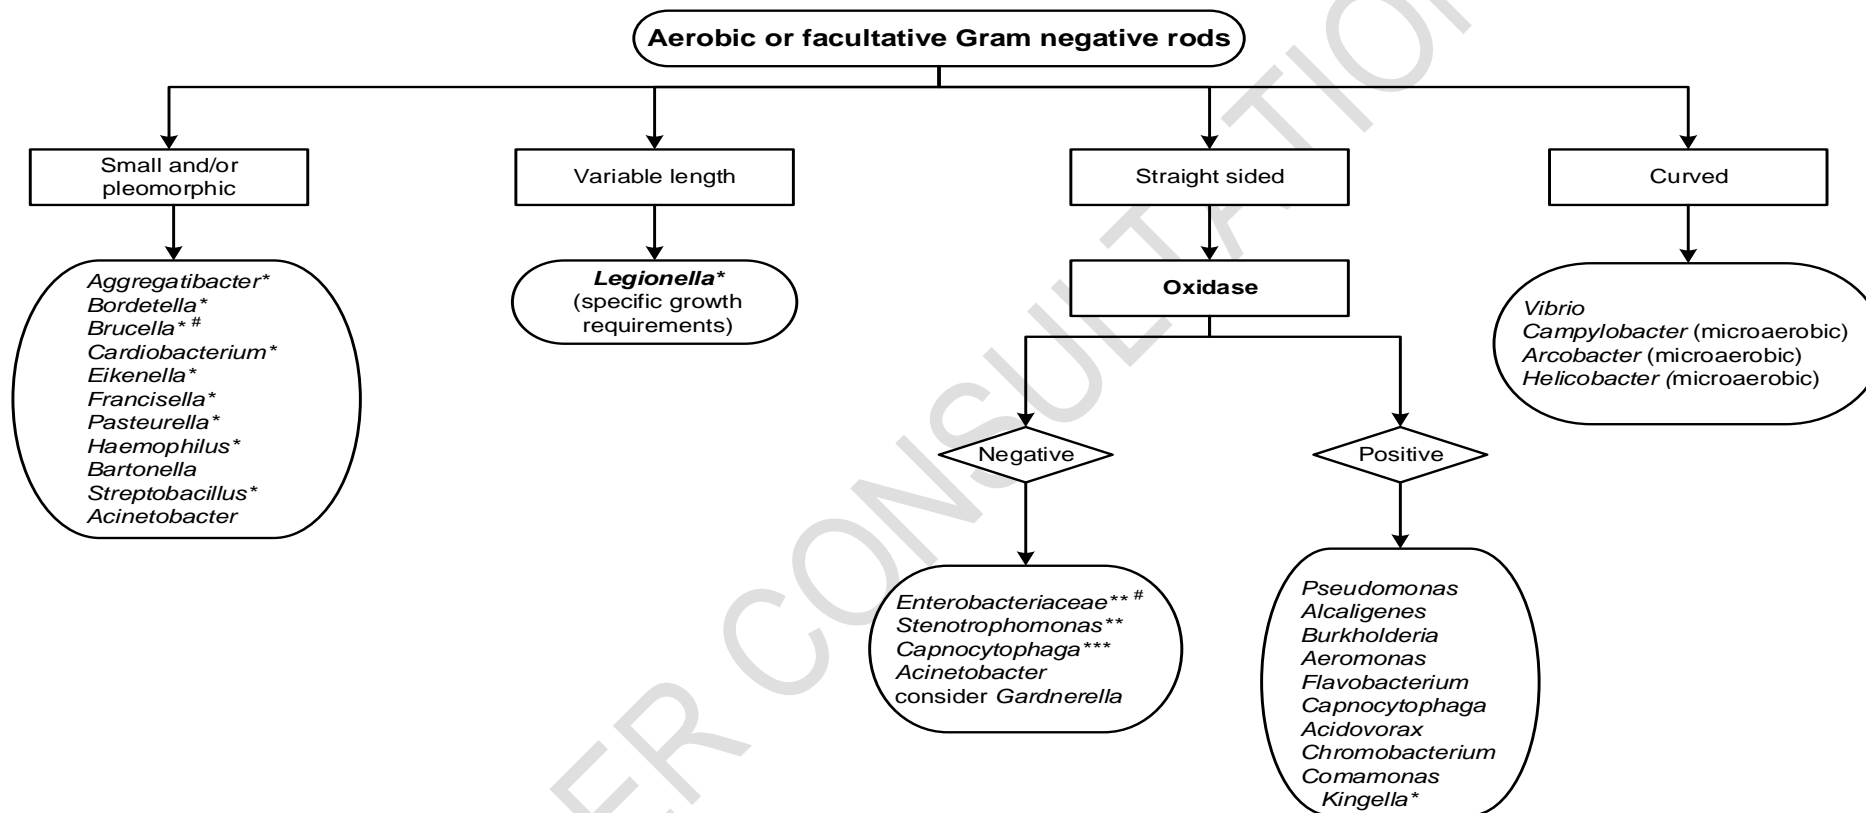 Aerobic or facultative Gram negative rods
Small and/or
pleomorphic
Variable length
Straight sided
Curved
Aggregatibacter*
Bordetella*
Brucella* #
Cardiobacterium*
Eikenella*
Francisella*
Pasteurella*
Haemophilus*
Bartonella
Streptobacillus*
Acinetobacter
Legionella*
(specific growth
requirements)
Oxidase
Vibrio
Campylobacter (microaerobic)
Arcobacter (microaerobic)
Helicobacter (microaerobic)
Negative
Positive
Enterobacteriaceae** #
Stenotrophomonas**
Capnocytophaga***
Acinetobacter
consider Gardnerella
Pseudomonas
Alcaligenes
Burkholderia
Aeromonas
Flavobacterium
Capnocytophaga
Acidovorax
Chromobacterium
Comamonas
Kingella*
ER CONSULTATION